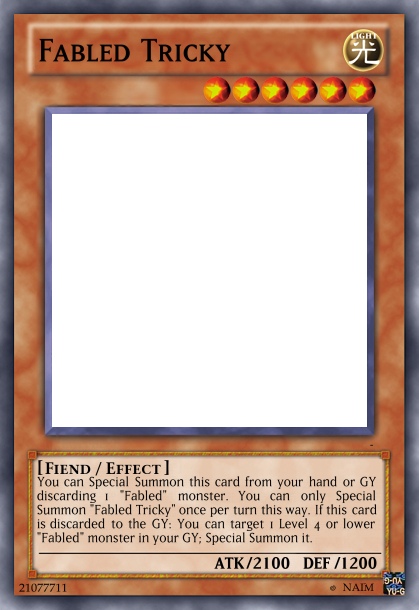 FABLED TRICKY
LIGHT
光
[FIEND / EFFECT]
You can Special Summon this card from your hand or GY
discarding 1 "Fabled" monster. You can only Special
Summon "Fabled Tricky" once per turn this way. If this card
is discarded to the GY: You can target 1 Level 4 or lower
"Fabled" monster in your GY; Special Summon it.
ATK/2100 DEF/1200
21077711
© NAIM
YU-G